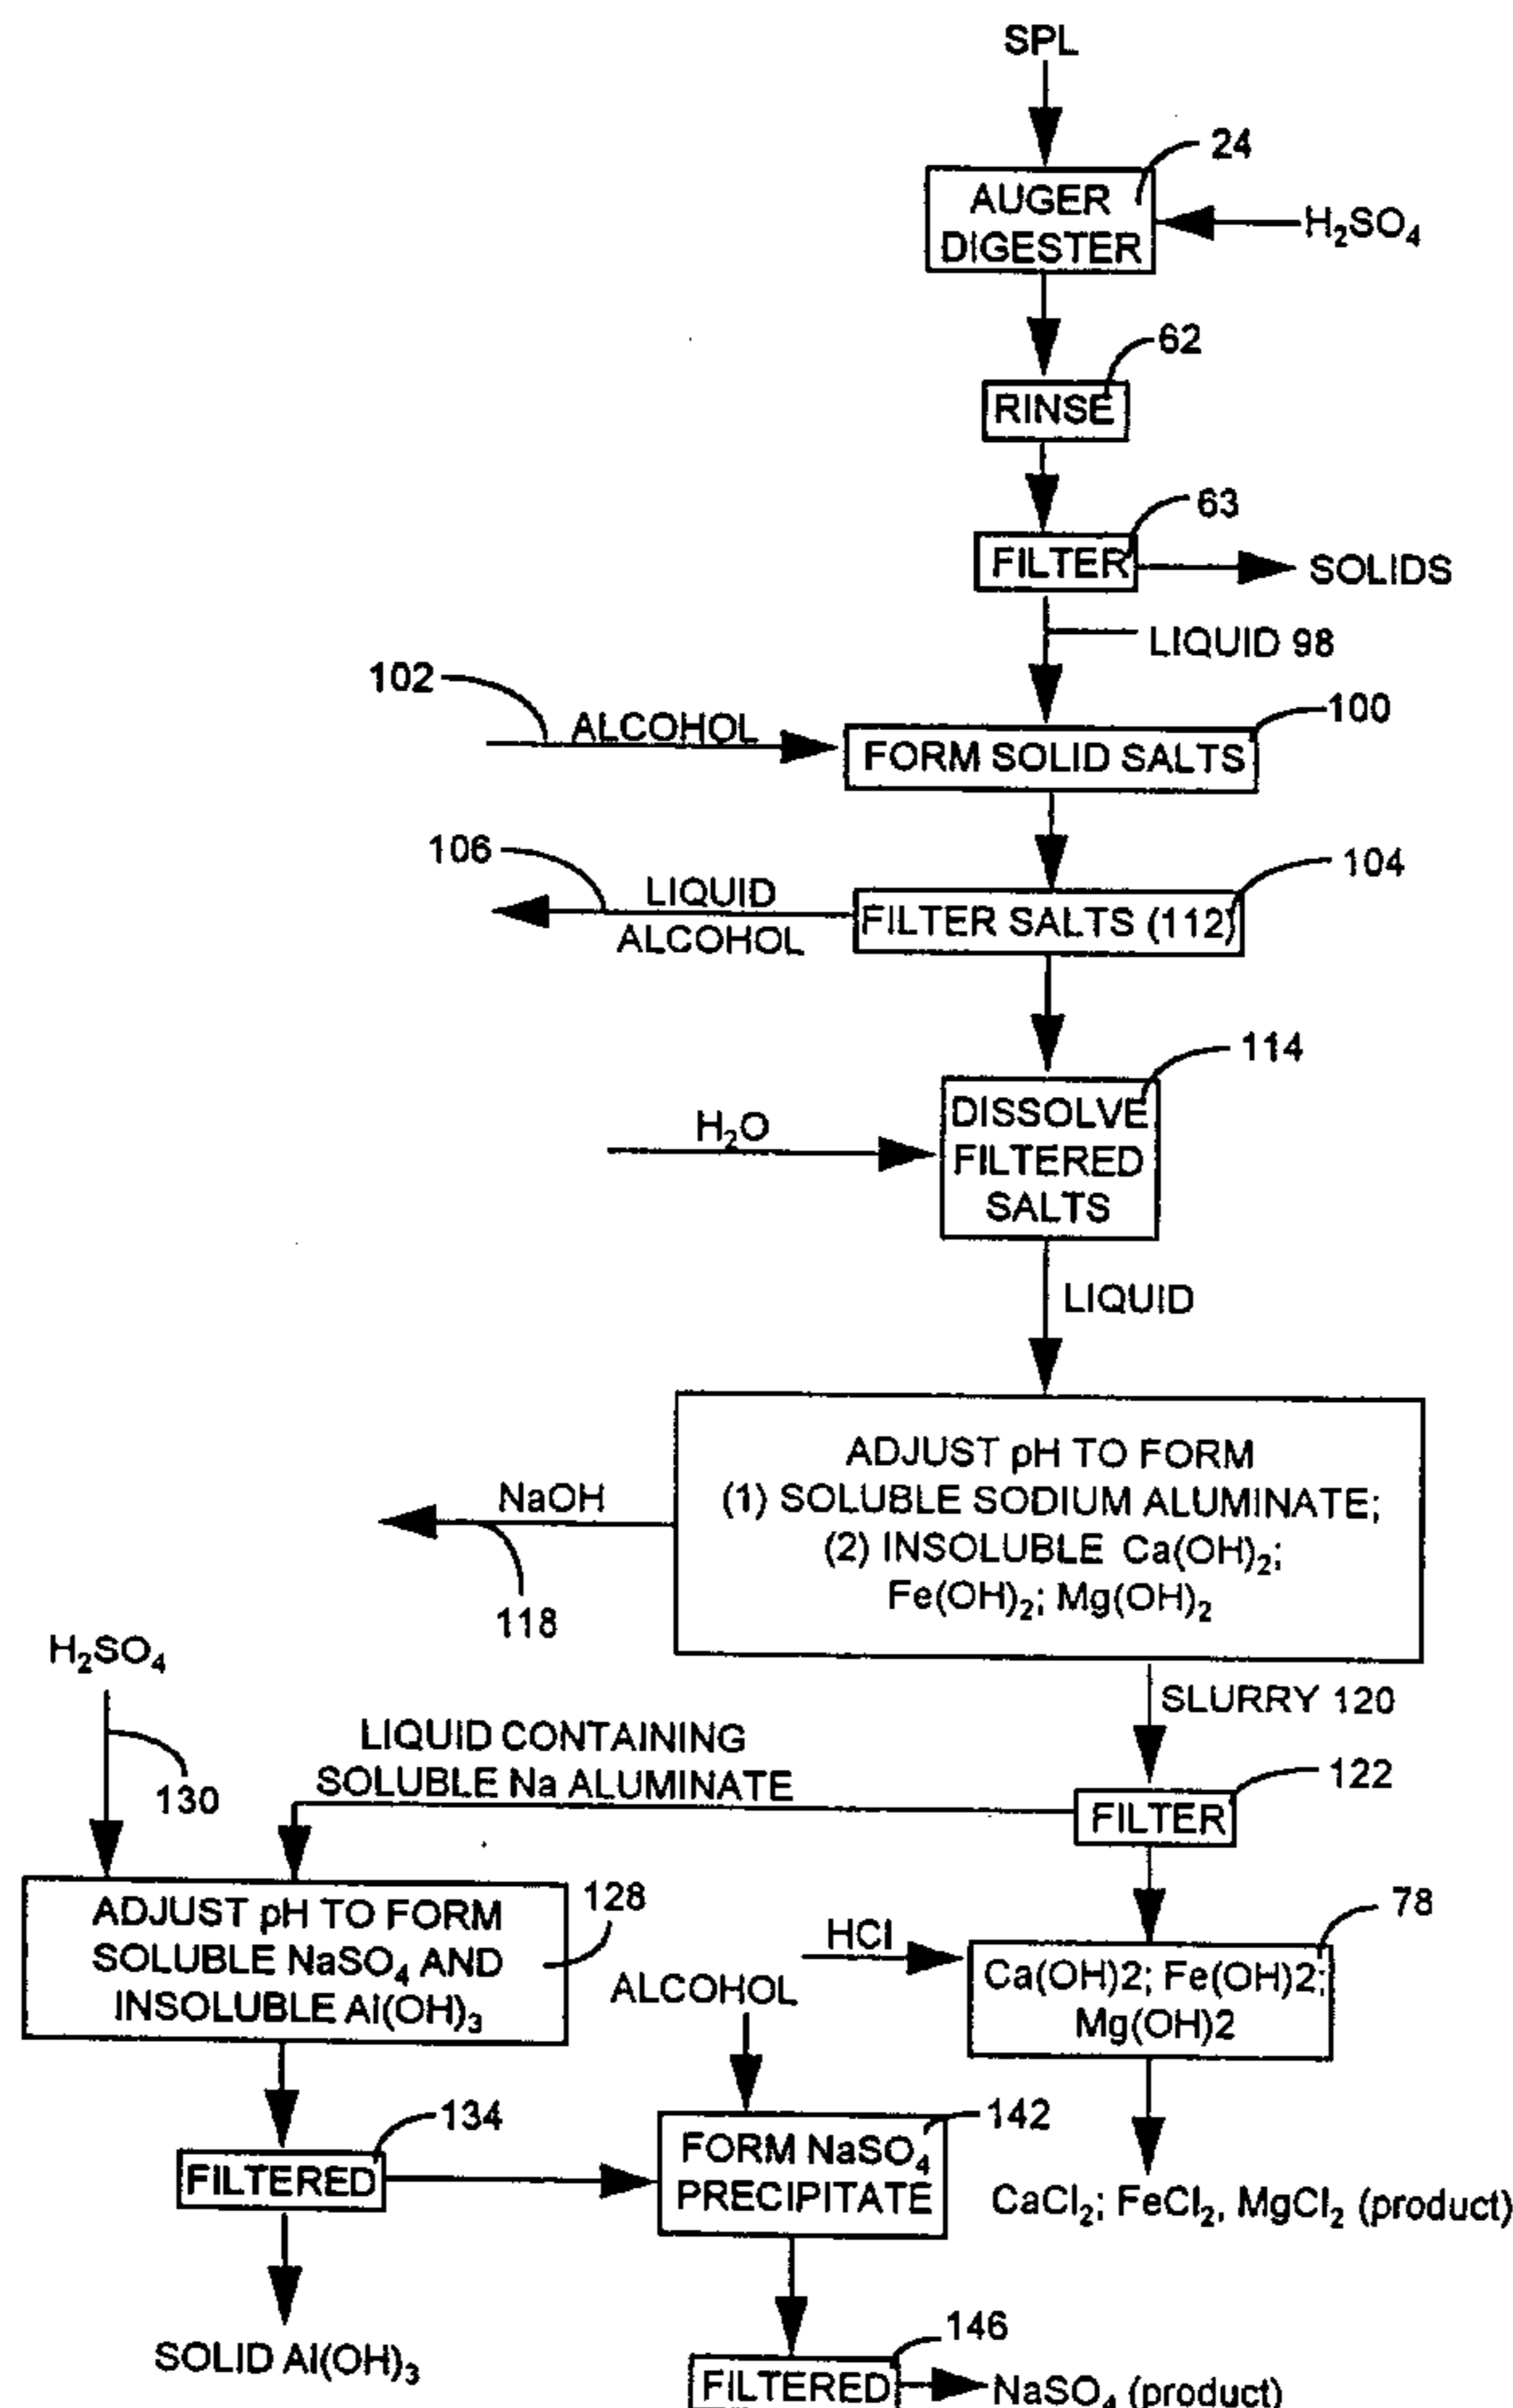 SPL
24
AUGER
DIGESTER
H₂SO₄
62
RINSE
63
FILTER
SOLIDS
LIQUID 98
102
ALCOHOL
100
FORM SOLID SALTS
106
LIQUID
ALCOHOL
104
FILTER SALTS (112)
114
H₂O
DISSOLVE
FILTERED
SALTS
LIQUID
ADJUST pH TO FORM
(1) SOLUBLE SODIUM ALUMINATE;
(2) INSOLUBLE Ca(OH)₂;
Fe(OH)₂; Mg(OH)₂
NaOH
118
H₂SO₄
130
SLURRY 120
LIQUID CONTAINING
SOLUBLE Na ALUMINATE
122
FILTER
ADJUST pH TO FORM
SOLUBLE NaSO₄ AND
INSOLUBLE Al(OH)₃
128
HCl
78
Ca(OH)2; Fe(OH)2;
Mg(OH)2
ALCOHOL
134
FILTERED
142
FORM NaSO₄
PRECIPITATE
CaCl₂; FeCl₂, MgCl₂ (product)
SOLID Al(OH)₃
146
FILTERED
NaSO₄ (product)